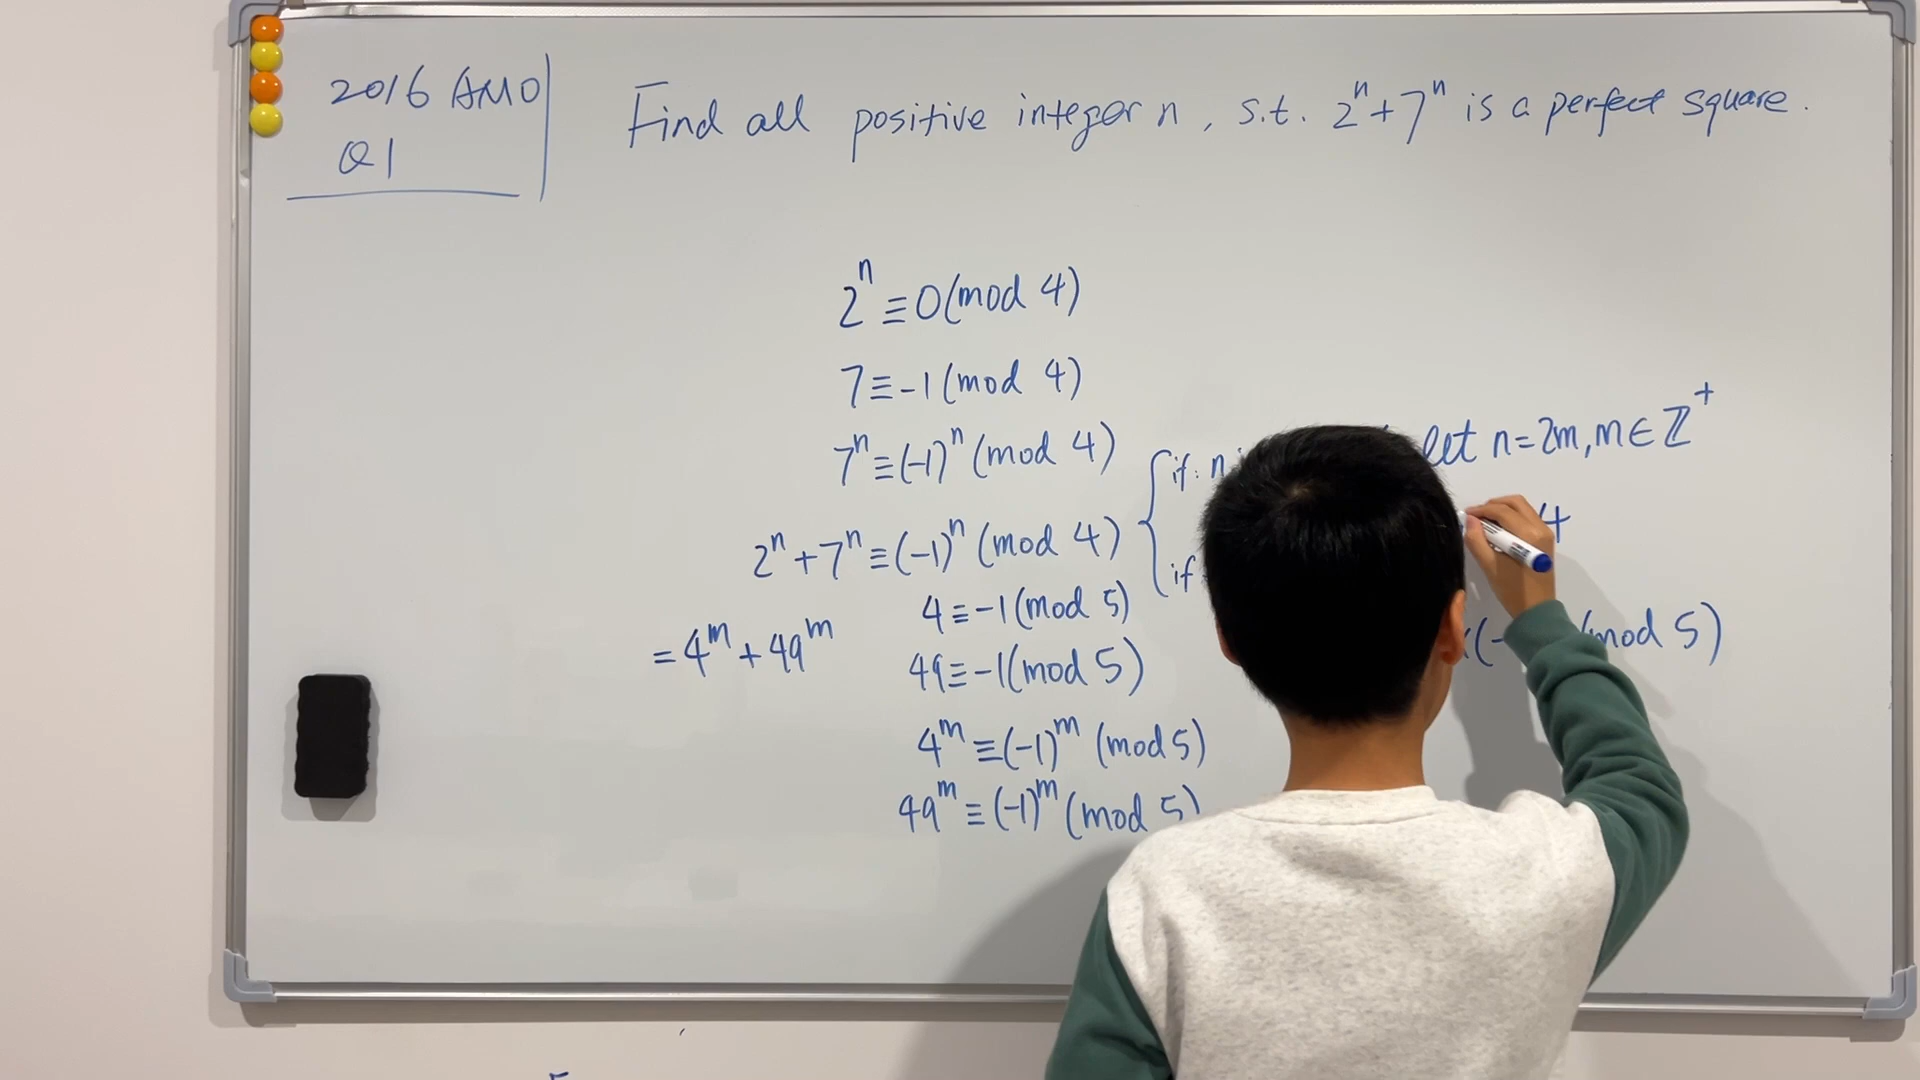 2016 AMO
Q1
Find all positive integer n, s.t. 2ⁿ+7ⁿ is a perfect square.
2ⁿ≡0(mod 4)
7≡-1(mod 4)
7ⁿ≡(-1)ⁿ(mod 4)
if: n
let n=2m, m∈ℤ⁺
2ⁿ+7ⁿ≡(-1)ⁿ(mod 4)
if
4
=4ᵐ+49ᵐ
4≡-1(mod 5)
49≡-1(mod 5)
(mod 5)
4ᵐ≡(-1)ᵐ(mod 5)
49ᵐ≡(-1)ᵐ(mod 5)